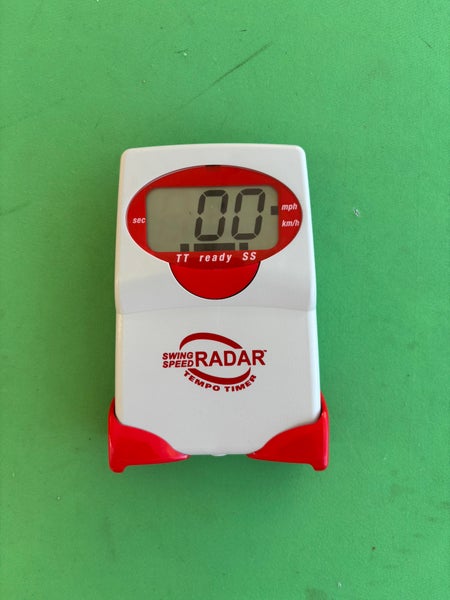 00
sec
mph
km/h
TT ready SS
SWING SPEED RADAR
TEMPO TIMER